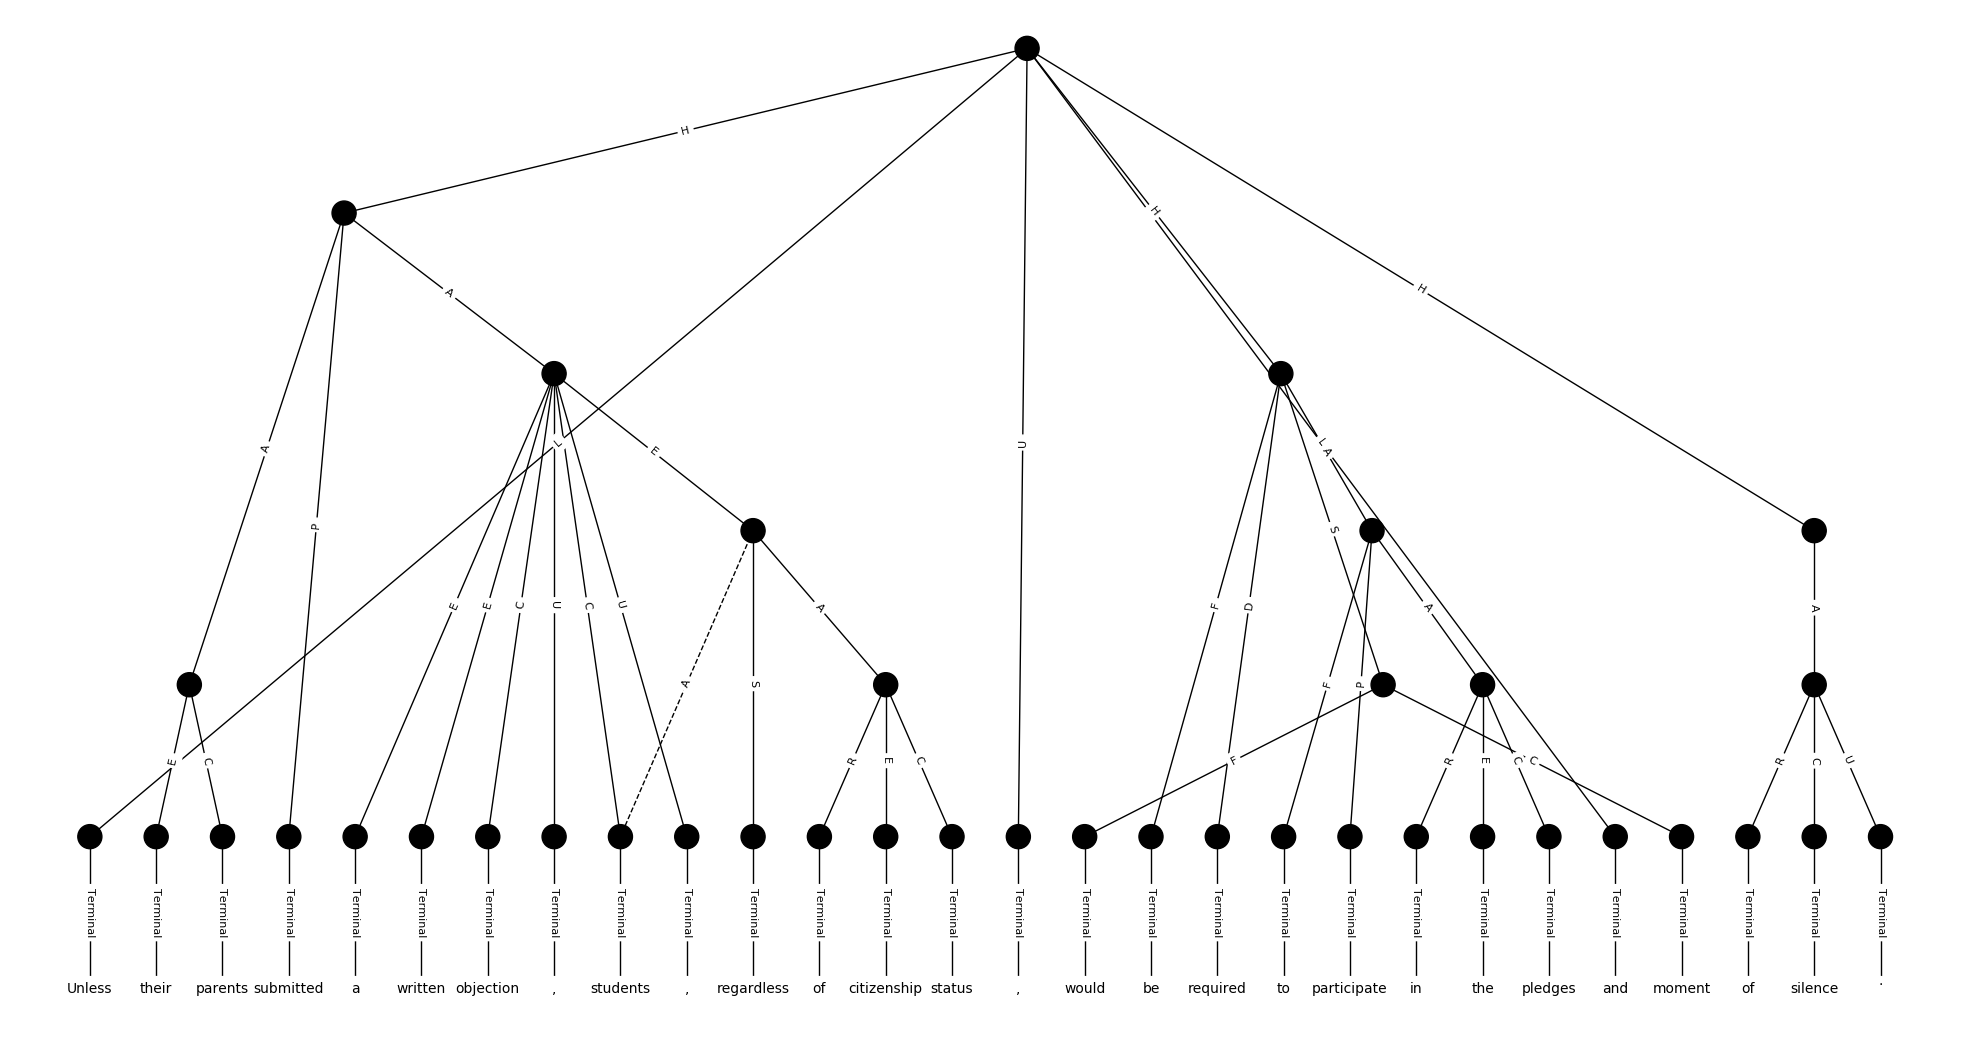 H
H
H
A
A
L
E
U
L
A
P
S
E
E
C
U
C
U
F
D
A
A
A
S
F
P
A
E
C
R
E
C
F
R
E
C
C
R
C
U
Terminal Terminal Terminal Terminal Terminal Terminal Terminal Terminal Terminal Terminal Terminal Terminal Terminal Terminal Terminal Terminal Terminal Terminal Terminal Terminal Terminal Terminal Terminal Terminal Terminal Terminal Terminal Terminal
Unless their parents submitted a written objection , students , regardless of citizenship status , would be required to participate in the pledges and moment of silence .